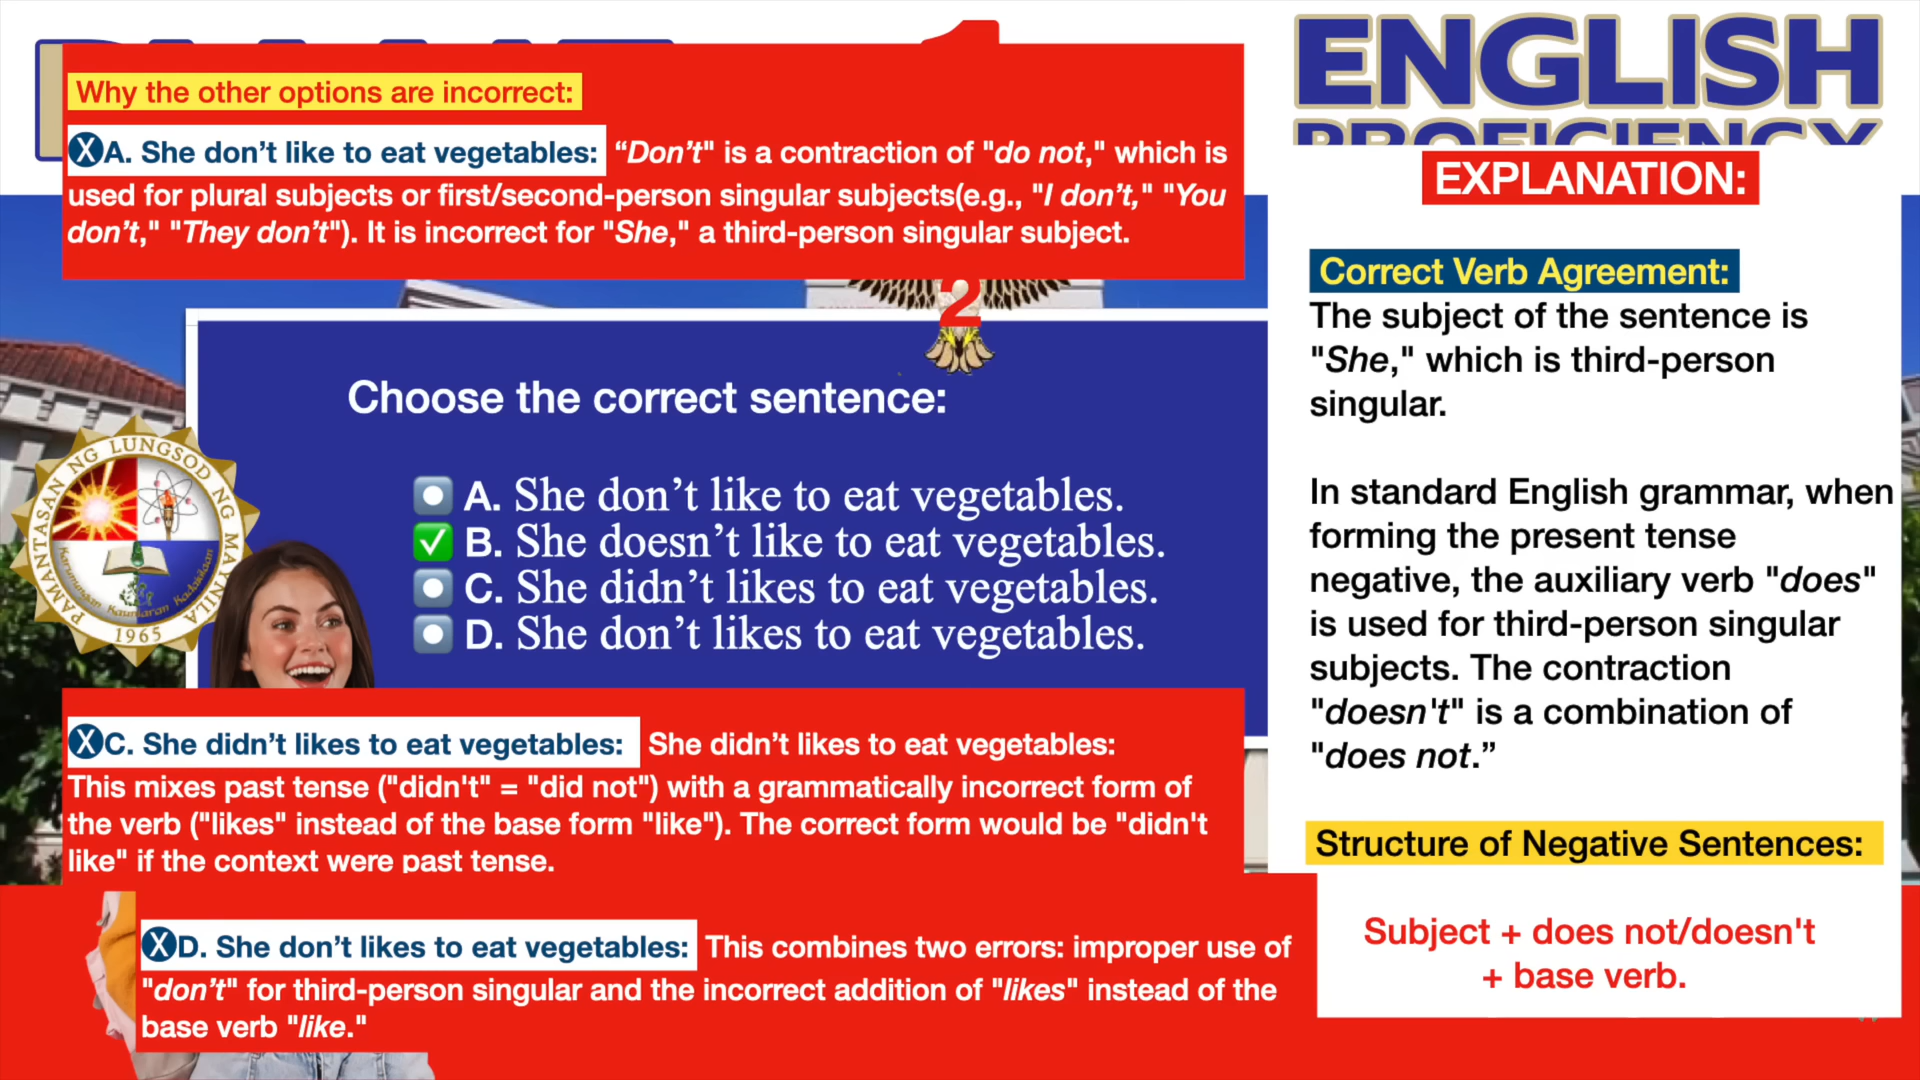 1
ENGLISH
PROFICIENCY
Why the other options are incorrect:
X A. She don’t like to eat vegetables: “Don’t" is a contraction of "do not," which is
used for plural subjects or first/second-person singular subjects(e.g., "I don’t," "You
don’t," "They don’t"). It is incorrect for "She," a third-person singular subject.
2
Choose the correct sentence:
A. She don’t like to eat vegetables.
B. She doesn’t like to eat vegetables.
C. She didn’t likes to eat vegetables.
D. She don’t likes to eat vegetables.
PAMANTASAN NG LUNGSOD NG MAYNILA
Karunungan Kaunlaran Kadakilaan
1965
X C. She didn’t likes to eat vegetables: She didn’t likes to eat vegetables:
This mixes past tense ("didn't" = "did not") with a grammatically incorrect form of
the verb ("likes" instead of the base form "like"). The correct form would be "didn't
like" if the context were past tense.
X D. She don’t likes to eat vegetables: This combines two errors: improper use of
"don’t" for third-person singular and the incorrect addition of "likes" instead of the
base verb "like."
EXPLANATION:
Correct Verb Agreement:
The subject of the sentence is
"She," which is third-person
singular.
In standard English grammar, when
forming the present tense
negative, the auxiliary verb "does"
is used for third-person singular
subjects. The contraction
"doesn't" is a combination of
"does not.”
Structure of Negative Sentences:
Subject + does not/doesn't
+ base verb.